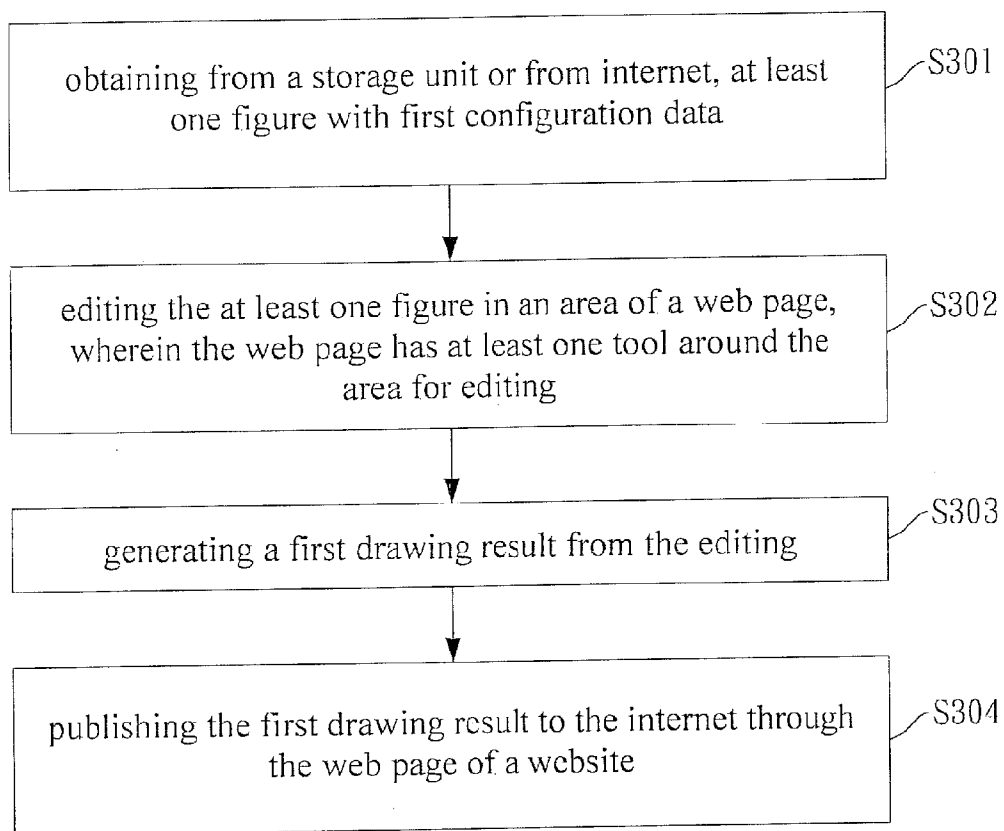 obtaining from a storage unit or from internet, at least
one figure with first configuration data
S301
editing the at least one figure in an area of a web page,
wherein the web page has at least one tool around the
area for editing
S302
generating a first drawing result from the editing
S303
publishing the first drawing result to the internet through
the web page of a website
S304